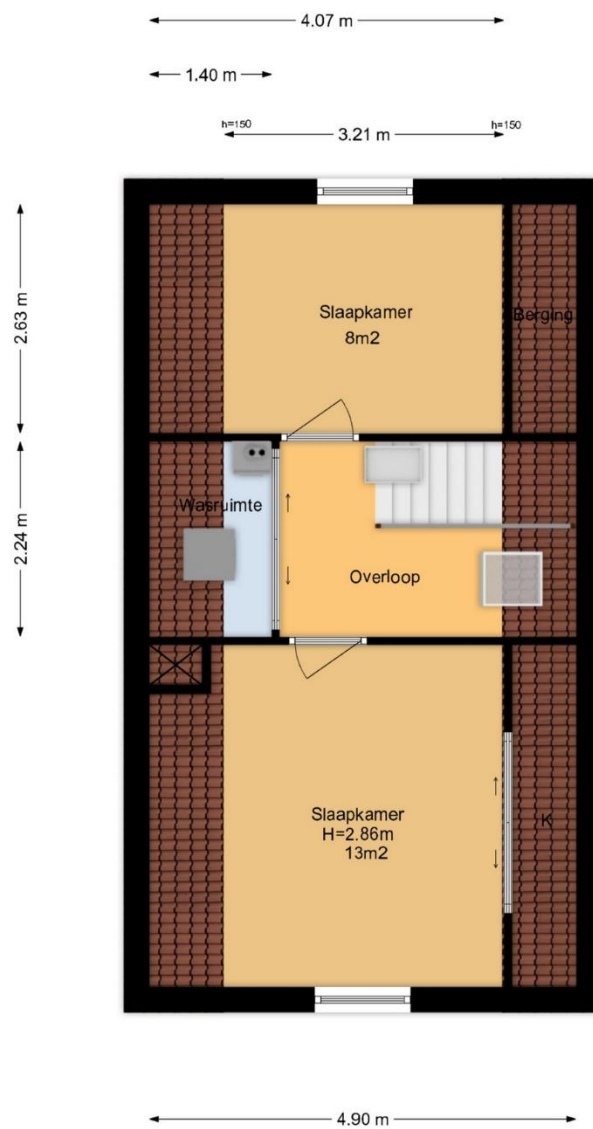 4.07 m
1.40 m
h=150
h=150
3.21 m
2.63 m
Slaapkamer
8m2
Berging
2.24 m
Wasruimte
Overloop
Slaapkamer
H=2.86m
13m2
K
4.90 m